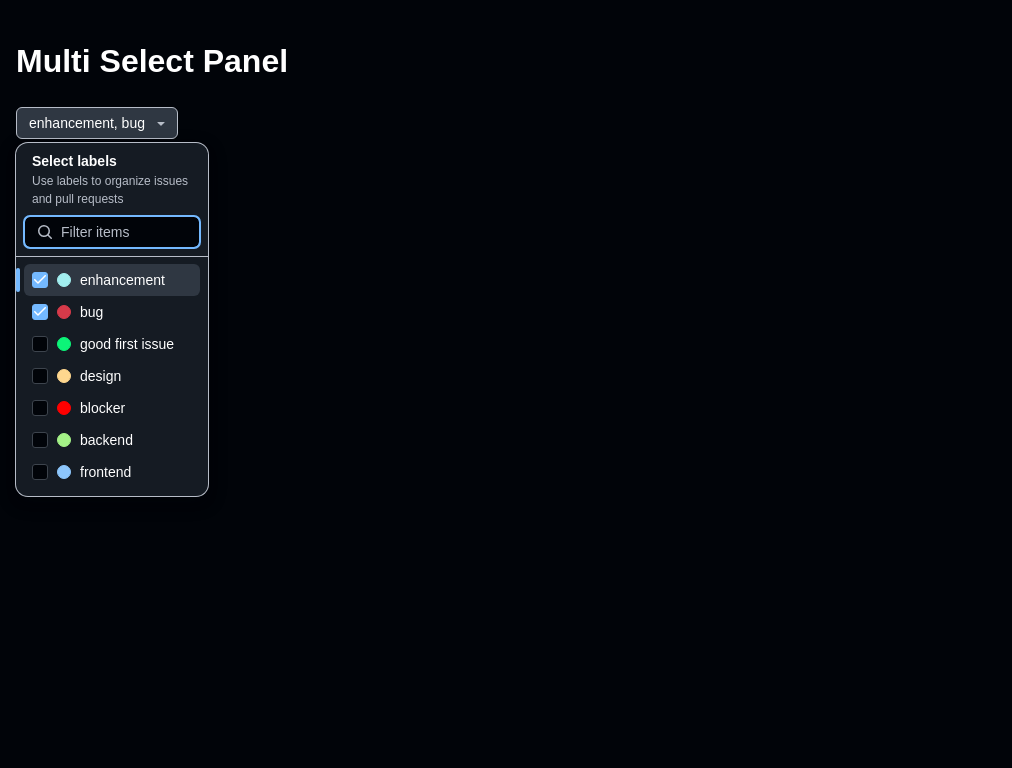 Multi Select Panel
enhancement, bug
Select labels
Use labels to organize issues
and pull requests
Filter items
enhancement
bug
good first issue
design
blocker
backend
frontend